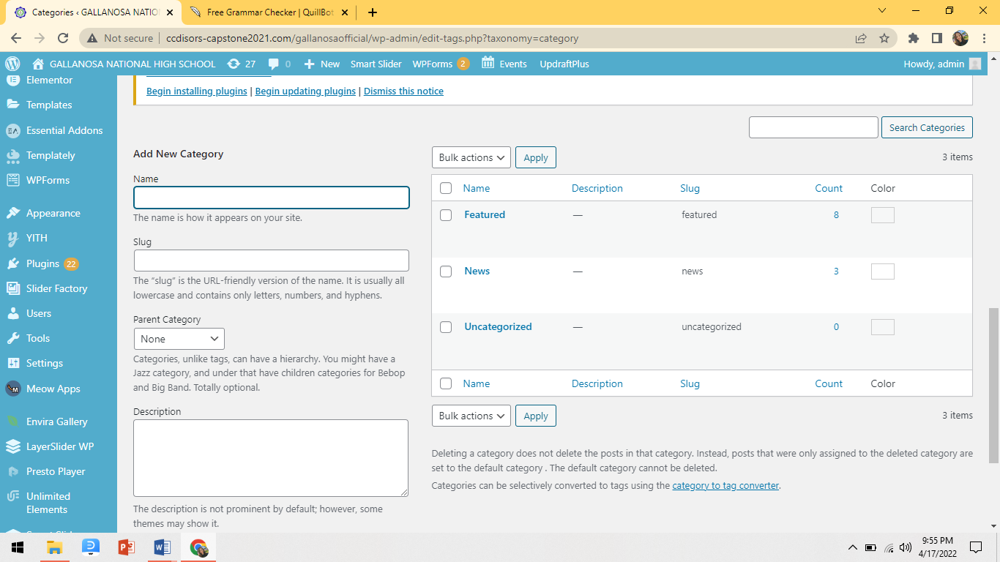 Categories ‹ GALLANOSA NATION
Free Grammar Checker | QuillBot
Not secure
ccdisors-capstone2021.com/gallanosaofficial/wp-admin/edit-tags.php?taxonomy=category
GALLANOSA NATIONAL HIGH SCHOOL
27
0
New
Smart Slider
WPForms 2
Events
UpdraftPlus
Howdy, admin
Elementor
Templates
Essential Addons
Templately
WPForms
Appearance
YITH
Plugins 22
Slider Factory
Users
Tools
Settings
Meow Apps
Envira Gallery
LayerSlider WP
Presto Player
Unlimited
Elements
Begin installing plugins | Begin updating plugins | Dismiss this notice
Search Categories
Add New Category
Name
The name is how it appears on your site.
Slug
The “slug” is the URL-friendly version of the name. It is usually all
lowercase and contains only letters, numbers, and hyphens.
Parent Category
None
Categories, unlike tags, can have a hierarchy. You might have a
Jazz category, and under that have children categories for Bebop
and Big Band. Totally optional.
Description
The description is not prominent by default; however, some
themes may show it.
Bulk actions Apply 3 items
Name Description Slug Count Color
Featured — featured 8
News — news 3
Uncategorized — uncategorized 0
Name Description Slug Count Color
Bulk actions Apply 3 items
Deleting a category does not delete the posts in that category. Instead, posts that were only assigned to the deleted category are
set to the default category . The default category cannot be deleted.
Categories can be selectively converted to tags using the category to tag converter.
9:55 PM
4/17/2022